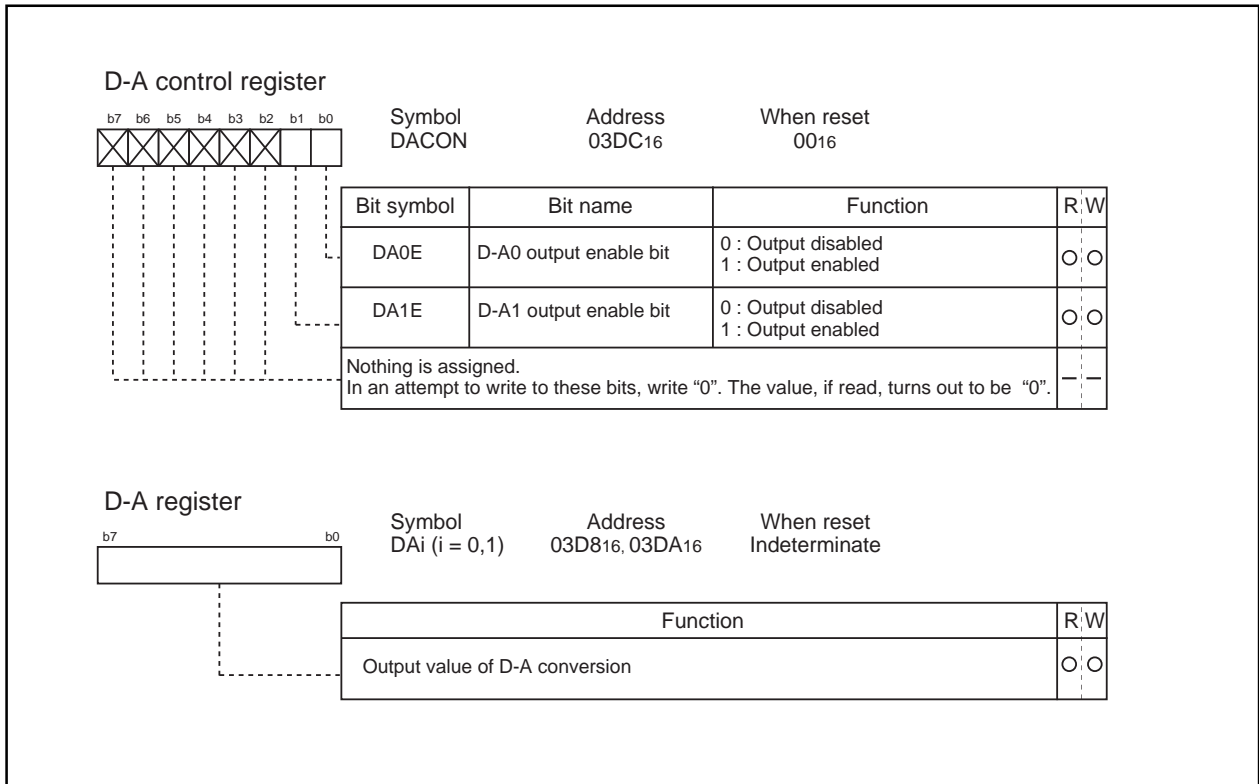 D-A control register
b7 b6 b5 b4 b3 b2 b1 b0
Symbol Address When reset
DACON 03DC16 0016
Bit symbol Bit name Function R W
DA0E D-A0 output enable bit 0 : Output disabled
1 : Output enabled
DA1E D-A1 output enable bit 0 : Output disabled
1 : Output enabled
Nothing is assigned.
In an attempt to write to these bits, write “0”. The value, if read, turns out to be “0”.
D-A register
b7 b0
Symbol Address When reset
DAi (i = 0,1) 03D816, 03DA16 Indeterminate
Function R W
Output value of D-A conversion